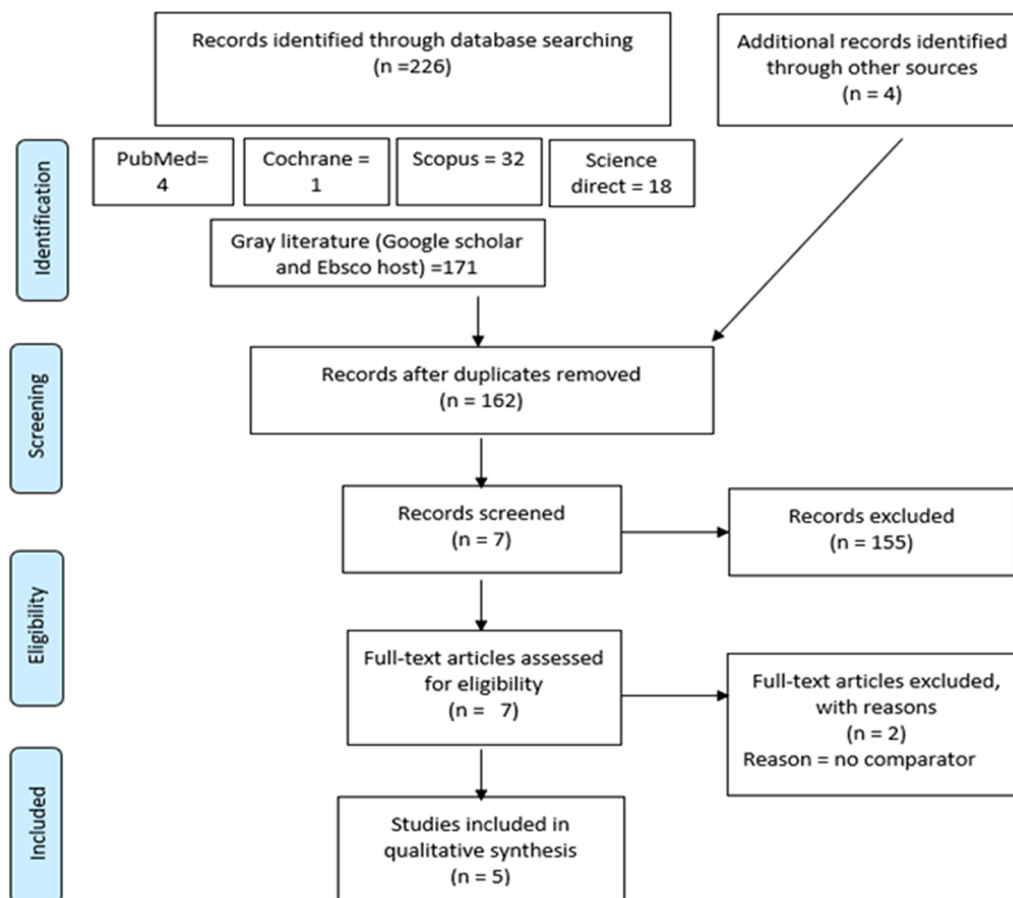 Records identified through database searching
(n =226)
Additional records identified
through other sources
(n = 4)
Identification
PubMed=
4
Cochrane =
1
Scopus = 32
Science
direct = 18
Gray literature (Google scholar
and Ebsco host) =171
Screening
Records after duplicates removed
(n = 162)
Records screened
(n = 7)
Records excluded
(n = 155)
Eligibility
Full-text articles assessed
for eligibility
(n =   7)
Full-text articles excluded,
with reasons
(n = 2)
Reason = no comparator
Included
Studies included in
qualitative synthesis
(n = 5)